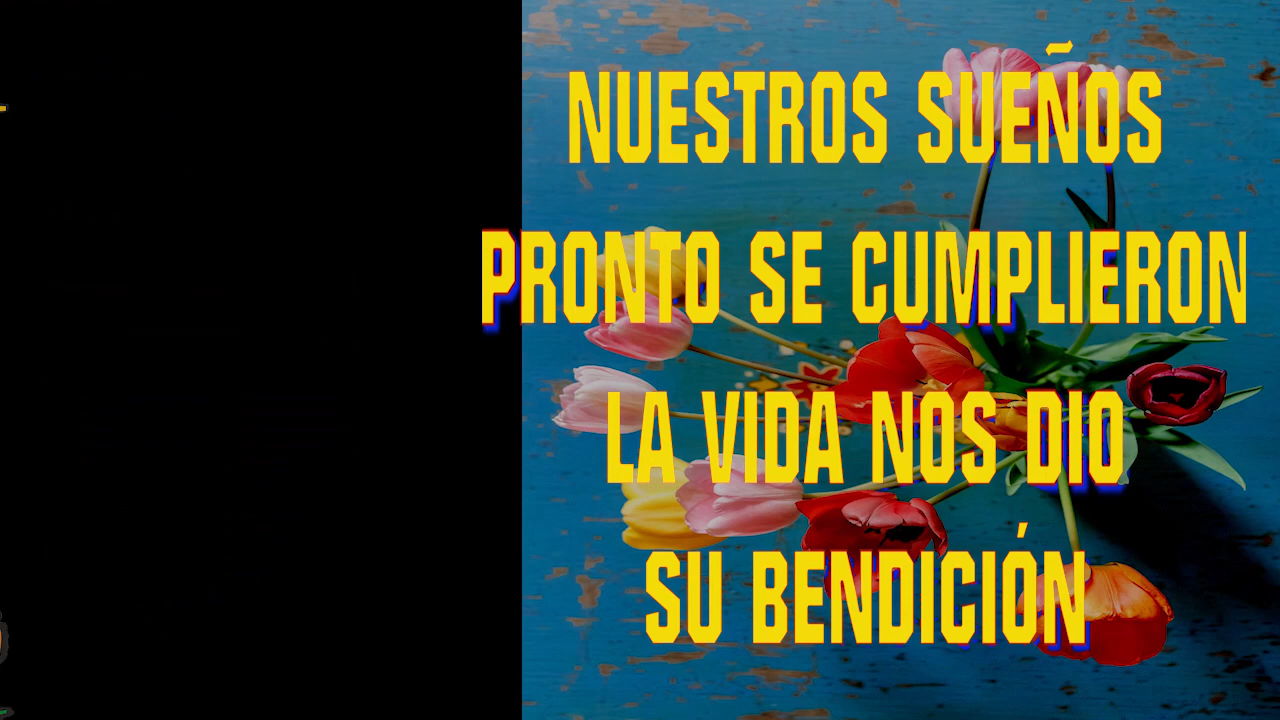 NUESTROS SUEÑOS
PRONTO SE CUMPLIERON
LA VIDA NOS DIO
SU BENDICIÓN